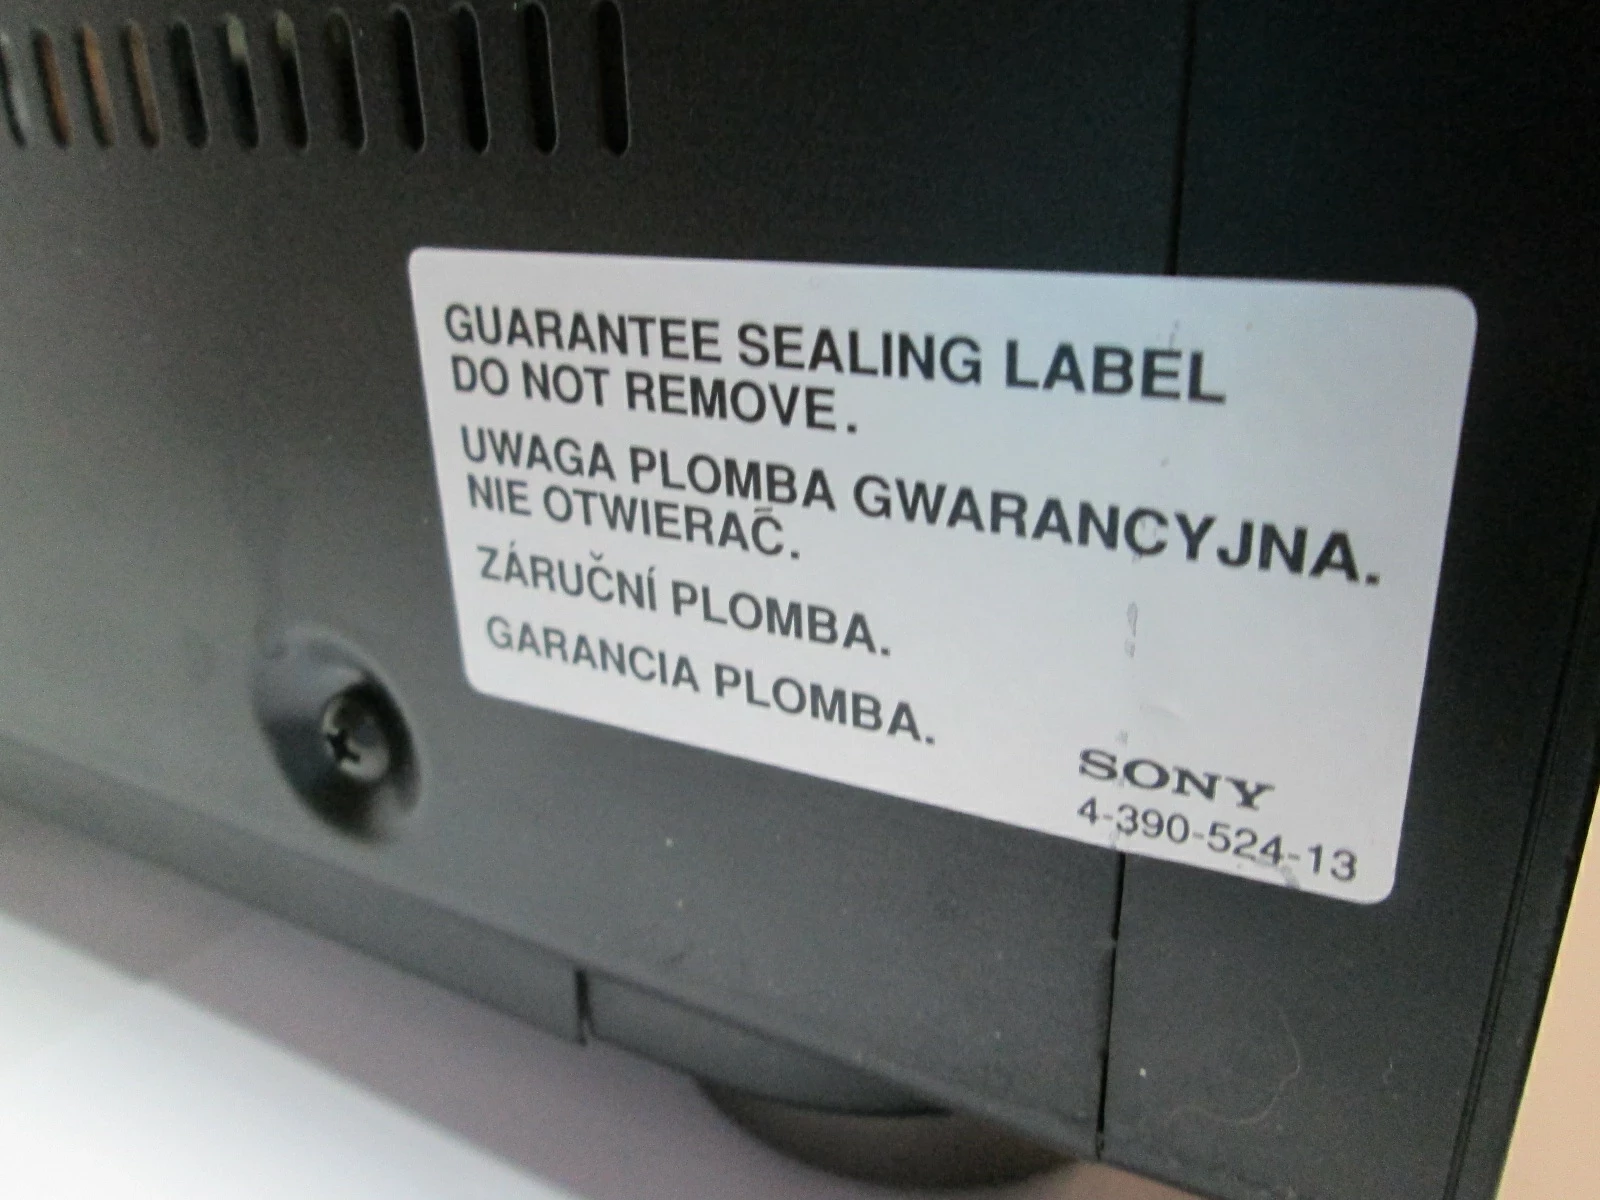 GUARANTEE SEALING LABEL
DO NOT REMOVE.
UWAGA PLOMBA GWARANCYJNA.
NIE OTWIERAC̄.
ZÁRUČNÍ PLOMBA.
GARANCIA PLOMBA.
SONY
4-390-524-13